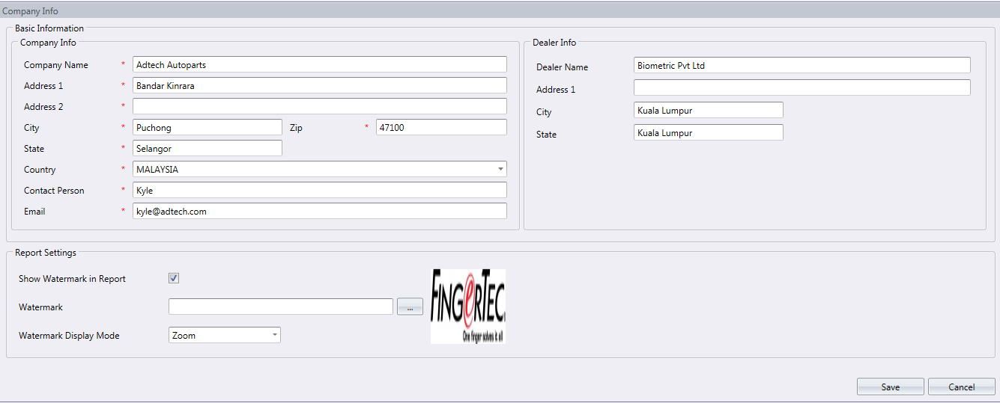 Company Info
Basic Information
Company Info
Company Name * Adtech Autoparts
Address 1 * Bandar Kinrara
Address 2 *
City * Puchong Zip * 47100
State * Selangor
Country * MALAYSIA
Contact Person * Kyle
Email * kyle@adtech.com
Dealer Info
Dealer Name Biometric Pvt Ltd
Address 1
City Kuala Lumpur
State Kuala Lumpur
Report Settings
Show Watermark in Report
Watermark ...
Watermark Display Mode Zoom
FINGERTEC
One finger solves it all
Save Cancel